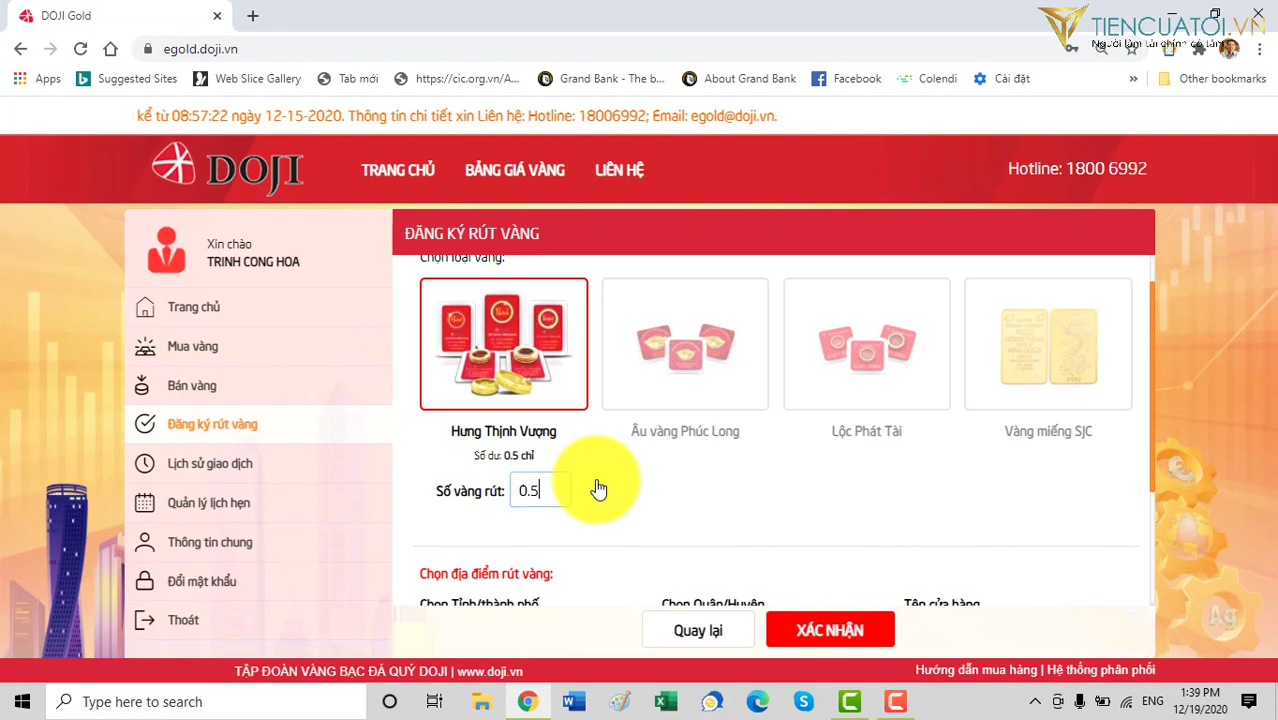 DOJI Gold
TIENCUATOI.VN
Người làm tài chính có tâm
egold.doji.vn
Apps
Suggested Sites
Web Slice Gallery
Tab mới
https://cic.org.vn/A...
Grand Bank - The b...
About Grand Bank
Facebook
Colendi
Cài đặt
»
Other bookmarks
kể từ 08:57:22 ngày 12-15-2020. Thông tin chi tiết xin Liên hệ: Hotline: 18006992; Email: egold@doji.vn.
DOJI
TRANG CHỦ
BẢNG GIÁ VÀNG
LIÊN HỆ
Hotline: 1800 6992
Xin chào
TRINH CONG HOA
Trang chủ
Mua vàng
Bán vàng
Đăng ký rút vàng
Lịch sử giao dịch
Quản lý lịch hẹn
Thông tin chung
Đổi mật khẩu
Thoát
ĐĂNG KÝ RÚT VÀNG
Chọn loại vàng:
Hưng Thịnh Vượng
Âu vàng Phúc Long
Lộc Phát Tài
Vàng miếng SJC
Số dư: 0.5 chỉ
Số vàng rút: 0.5
Chọn địa điểm rút vàng:
Chọn Tỉnh/thành phố
Chọn Quận/Huyện
Tên cửa hàng
Quay lại
XÁC NHẬN
Ag
TẬP ĐOÀN VÀNG BẠC ĐÁ QUÝ DOJI | www.doji.vn
Hướng dẫn mua hàng | Hệ thống phân phối
Type here to search
ENG
1:39 PM
12/19/2020